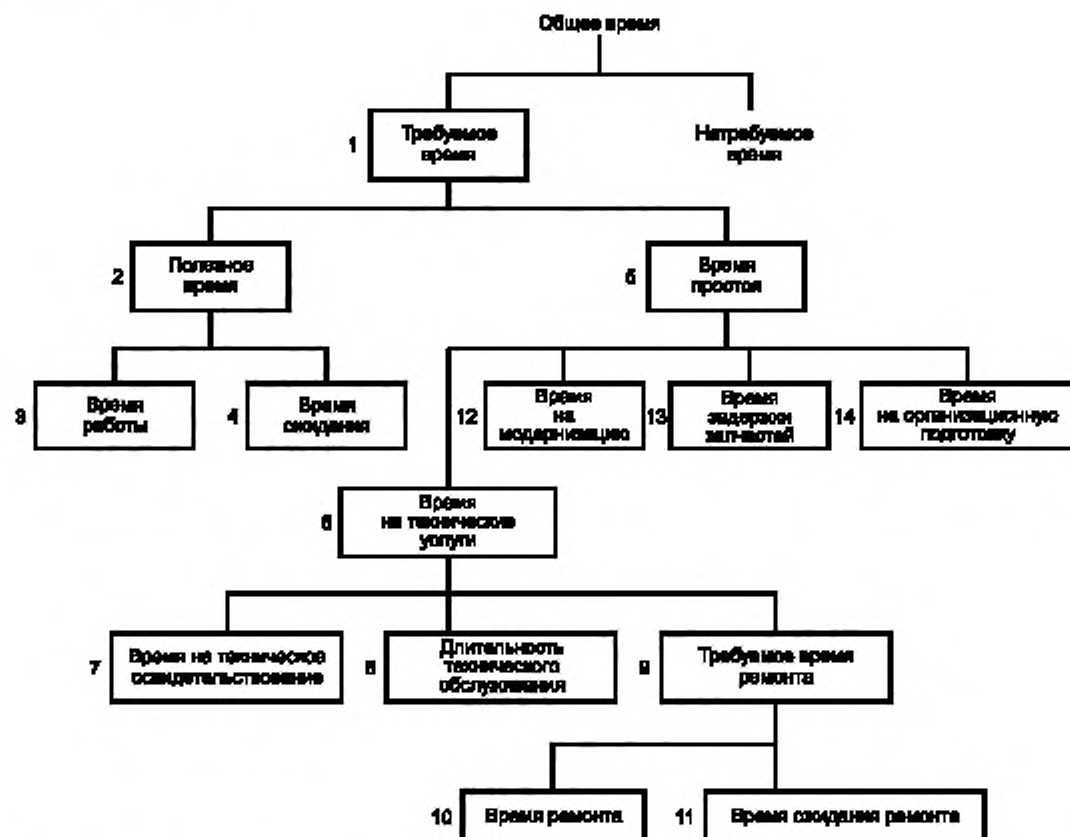 Общее время
1
Требуемое
время
Нетребуемое
время
2
Полезное
время
5
Время
простоя
3
Время
работы
4
Время
ожидания
12
Время
на
модернизацию
13
Время
задержки
запчастей
14
Время
на организационную
подготовку
6
Время
на технические
услуги
7
Время на техническое
освидетельствование
8
Длительность
технического
обслуживания
9
Требуемое время
ремонта
10
Время ремонта
11
Время ожидания ремонта